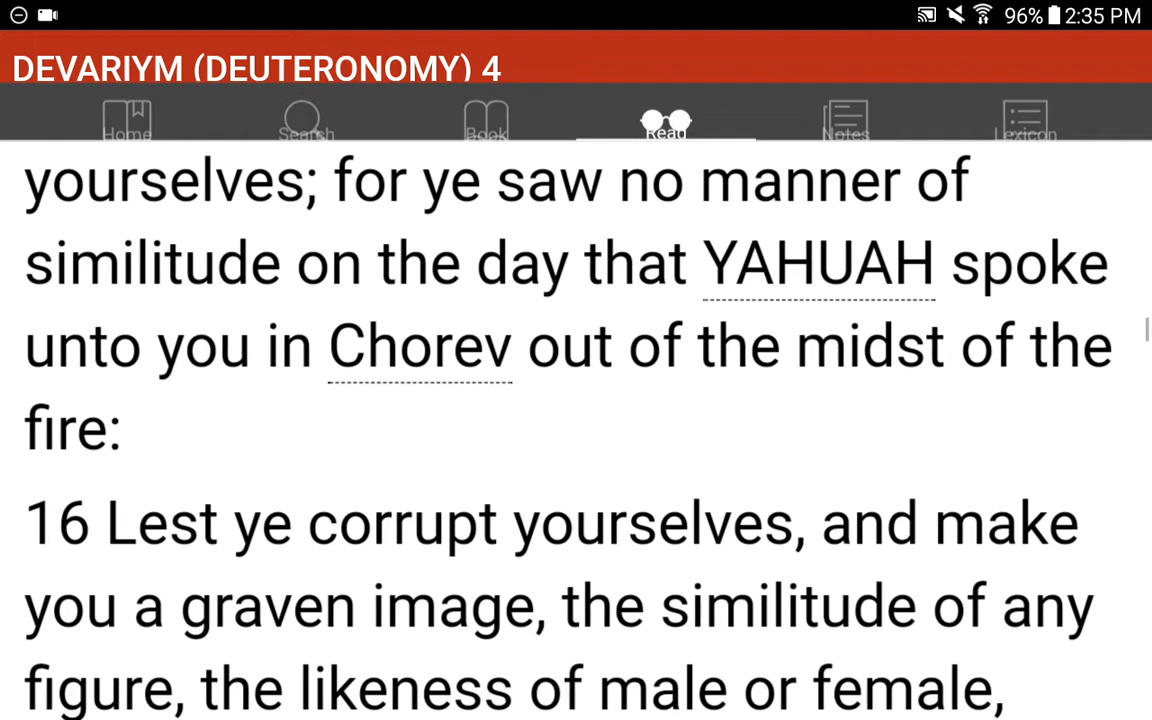 96% 2:35 PM
DEVARIYM (DEUTERONOMY) 4
Home Search Book Read Notes Lexicon
yourselves; for ye saw no manner of
similitude on the day that YAHUAH spoke
unto you in Chorev out of the midst of the
fire:
16 Lest ye corrupt yourselves, and make
you a graven image, the similitude of any
figure, the likeness of male or female,